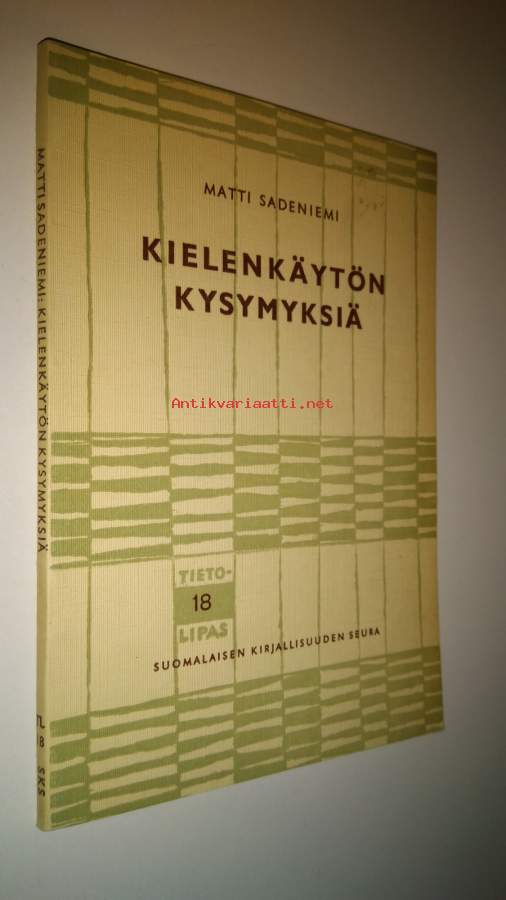 MATTI SADENIEMI
KIELENKÄYTÖN
KYSYMYKSIÄ
Antikvariaatti.net
TIETO-
18
LIPAS
SUOMALAISEN KIRJALLISUUDEN SEURA
MATTI SADENIEMI: KIELENKÄYTÖN KYSYMYKSIÄ
TL 18 SKS